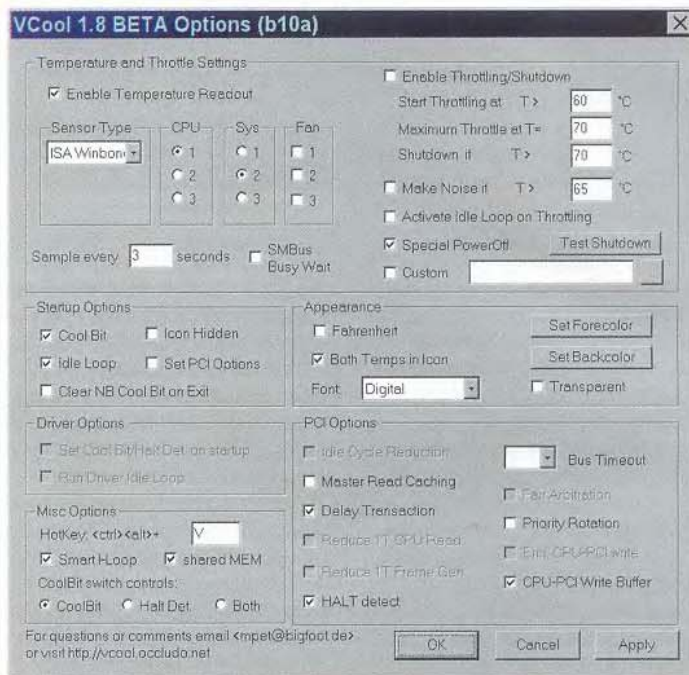 VCool 1.8 BETA Options (b10a)
Temperature and Throttle Settings
Enable Temperature Readout
Sensor Type
ISA Winbon
CPU
1
2
3
Sys
1
2
3
Fan
1
2
3
Sample every 3 seconds
SMBus
Busy Wait
Enable Throttling/Shutdown
Start Throttling at T> 60 °C
Maximum Throttle at T= 70 °C
Shutdown if T> 70 °C
Make Noise if T> 65 °C
Activate Idle Loop on Throttling
Special PowerOff Test Shutdown
Custom
Startup Options
Cool Bit Icon Hidden
Idle Loop Set PCI Options
Clear NB Cool Bit on Exit
Appearance
Fahrenheit Set Forecolor
Both Temps in Icon Set Backcolor
Font: Digital Transparent
Driver Options
Set Cool Bit/Halt Det. on startup
Run Driver Idle Loop
Misc Options
HotKey: <ctrl><alt>+ V
Smart I-Loop shared MEM
CoolBit switch controls:
CoolBit Halt Det. Both
PCI Options
Idle Cycle Reduction Bus Timeout
Master Read Caching Fair Arbitration
Delay Transaction Priority Rotation
Reduce 1T CPU Read
Reduce 1T Frame Gen. CPU-PCI Write Buffer
HALT detect
For questions or comments email <mpet@bigfoot.de>
or visit http://vcool.occludo.net
OK Cancel Apply